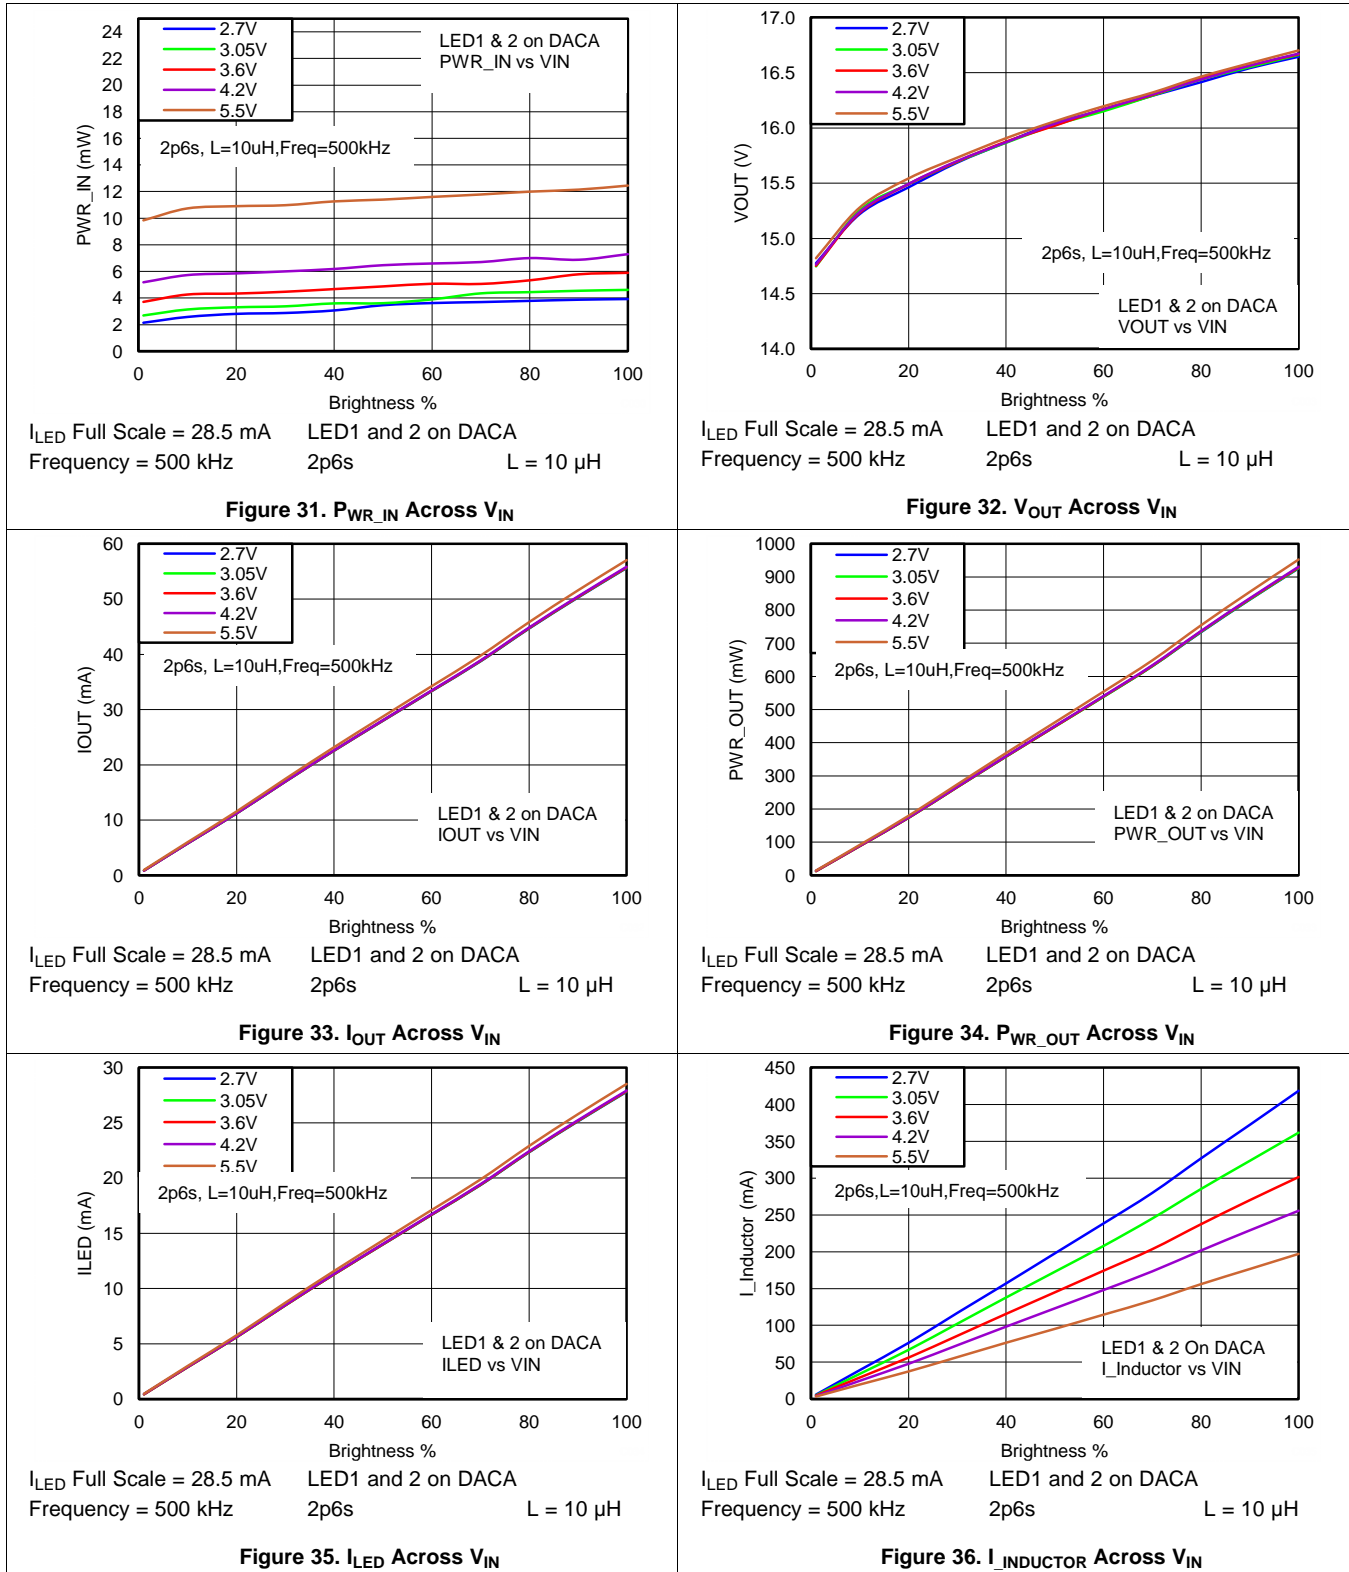 24
22
20
18
16
14
12
10
8
6
4
2
0
PWR_IN (mW)
2.7V
3.05V
3.6V
4.2V
5.5V
LED1 & 2 on DACA
PWR_IN vs VIN
2p6s, L=10uH,Freq=500kHz
0 20 40 60 80 100
Brightness %
I_LED Full Scale = 28.5 mA LED1 and 2 on DACA
Frequency = 500 kHz 2p6s L = 10 µH
Figure 31. P_WR_IN Across V_IN
17.0
16.5
16.0
15.5
15.0
14.5
14.0
VOUT (V)
2.7V
3.05V
3.6V
4.2V
5.5V
2p6s, L=10uH,Freq=500kHz
LED1 & 2 on DACA
VOUT vs VIN
0 20 40 60 80 100
Brightness %
I_LED Full Scale = 28.5 mA LED1 and 2 on DACA
Frequency = 500 kHz 2p6s L = 10 µH
Figure 32. V_OUT Across V_IN
60
50
40
30
20
10
0
IOUT (mA)
2.7V
3.05V
3.6V
4.2V
5.5V
2p6s, L=10uH,Freq=500kHz
LED1 & 2 on DACA
IOUT vs VIN
0 20 40 60 80 100
Brightness %
I_LED Full Scale = 28.5 mA LED1 and 2 on DACA
Frequency = 500 kHz 2p6s L = 10 µH
Figure 33. I_OUT Across V_IN
1000
900
800
700
600
500
400
300
200
100
0
PWR_OUT (mW)
2.7V
3.05V
3.6V
4.2V
5.5V
2p6s, L=10uH,Freq=500kHz
LED1 & 2 on DACA
PWR_OUT vs VIN
0 20 40 60 80 100
Brightness %
I_LED Full Scale = 28.5 mA LED1 and 2 on DACA
Frequency = 500 kHz 2p6s L = 10 µH
Figure 34. P_WR_OUT Across V_IN
30
25
20
15
10
5
0
ILED (mA)
2.7V
3.05V
3.6V
4.2V
5.5V
2p6s, L=10uH,Freq=500kHz
LED1 & 2 on DACA
ILED vs VIN
0 20 40 60 80 100
Brightness %
I_LED Full Scale = 28.5 mA LED1 and 2 on DACA
Frequency = 500 kHz 2p6s L = 10 µH
Figure 35. I_LED Across V_IN
450
400
350
300
250
200
150
100
50
0
I_Inductor (mA)
2.7V
3.05V
3.6V
4.2V
5.5V
2p6s,L=10uH,Freq=500kHz
LED1 & 2 On DACA
I_Inductor vs VIN
0 20 40 60 80 100
Brightness %
I_LED Full Scale = 28.5 mA LED1 and 2 on DACA
Frequency = 500 kHz 2p6s L = 10 µH
Figure 36. I_INDUCTOR Across V_IN